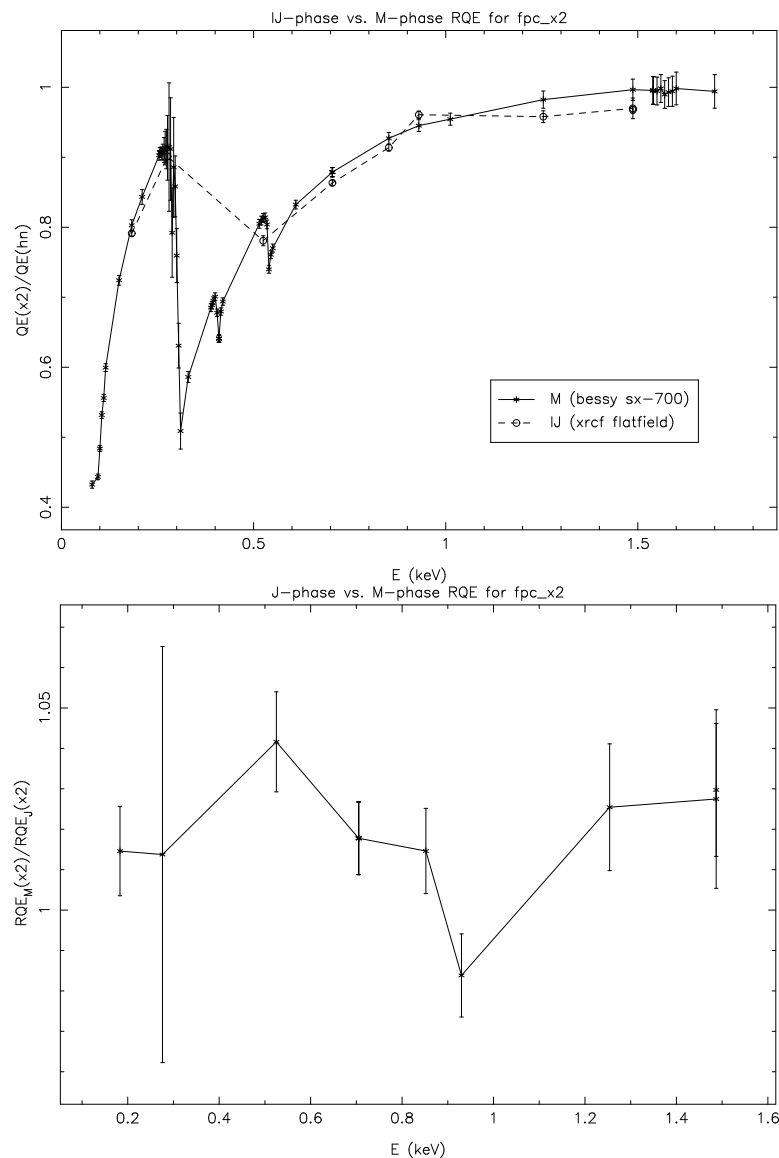 IJ-phase vs. M-phase RQE for fpc_x2
1
0.8
0.6
0.4
QE(x2)/QE(hn)
M (bessy sx-700)
IJ (xrcf flatfield)
0 0.5 1 1.5
E (keV)
J-phase vs. M-phase RQE for fpc_x2
1.05
1
RQE_M(x2)/RQE_J(x2)
0.2 0.4 0.6 0.8 1 1.2 1.4 1.6
E (keV)